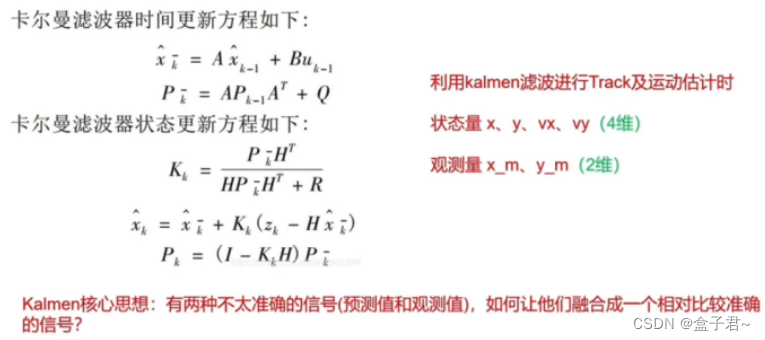 卡尔曼滤波器时间更新方程如下：
$\hat{x}_k^- = A\hat{x}_{k-1} + Bu_{k-1}$
$P_k^- = AP_{k-1}A^T + Q$
卡尔曼滤波器状态更新方程如下：
$K_k = \frac{P_k^- H^T}{HP_k^- H^T + R}$
$\hat{x}_k = \hat{x}_k^- + K_k(z_k - H\hat{x}_k^-)$
$P_k = (I - K_k H)P_k^-$
利用kalmen滤波进行Track及运动估计时
状态量 x、y、vx、vy（4维）
观测量 x_m、y_m（2维）
Kalmen核心思想：有两种不太准确的信号(预测值和观测值)，如何让他们融合成一个相对比较准确
的信号？
CSDN @盒子君~